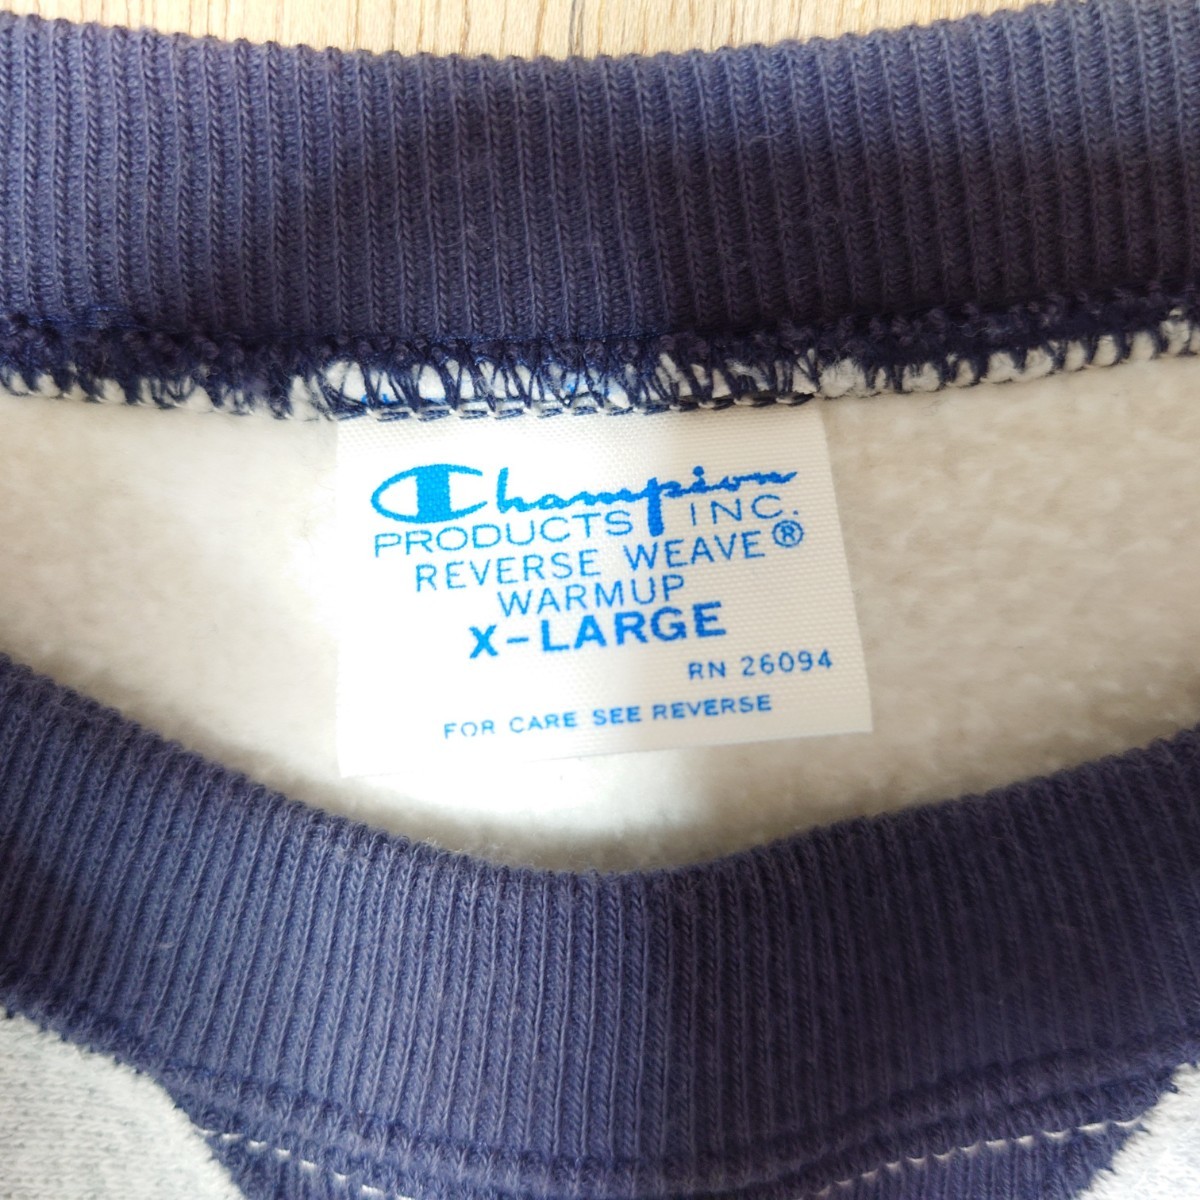 Champion
PRODUCTS INC.
REVERSE WEAVE®
WARMUP
X-LARGE
RN 26094
FOR CARE SEE REVERSE